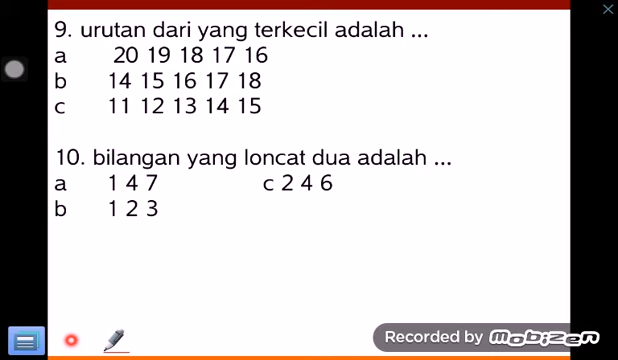 9. urutan dari yang terkecil adalah ...
a 20 19 18 17 16
b 14 15 16 17 18
c 11 12 13 14 15
10. bilangan yang loncat dua adalah ...
a 1 4 7 c 2 4 6
b 1 2 3
Recorded by MobiZen